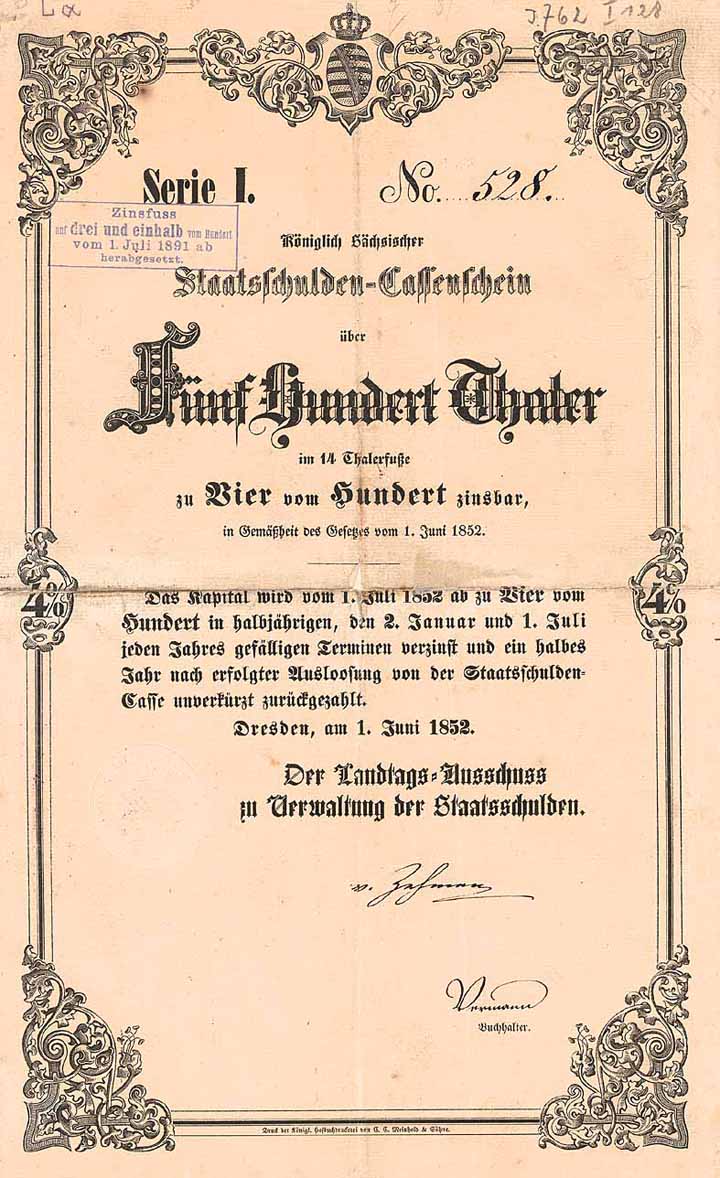 La
J.762 I 128
Serie I. No. 528.
Zinsfuss
auf drei und einhalb vom Hundert
vom 1. Juli 1891 ab
herabgesetzt.
Königlich Sächsischer
Staatsschulden-Cassenschein
über
Fünf Hundert Thaler
im 14 Thalerfuße
zu Vier vom Hundert zinsbar,
in Gemäßheit des Gesetzes vom 1. Juni 1852.
4% 4%
Das Kapital wird vom 1. Juli 1852 ab zu Vier vom
Hundert in halbjährigen, den 2. Januar und 1. Juli
jeden Jahres gefälligen Terminen verzinst und ein halbes
Jahr nach erfolgter Ausloosung von der Staatsschulden-
Casse unverkürzt zurückgezahlt.
Dresden, am 1. Juni 1852.
Der Landtags-Ausschuss
zu Verwaltung der Staatsschulden.
v. Zehmen
Vermann
Buchhalter.
Druck der Königl. Hofbuchdruckerei von C. C. Meinhold & Söhne.